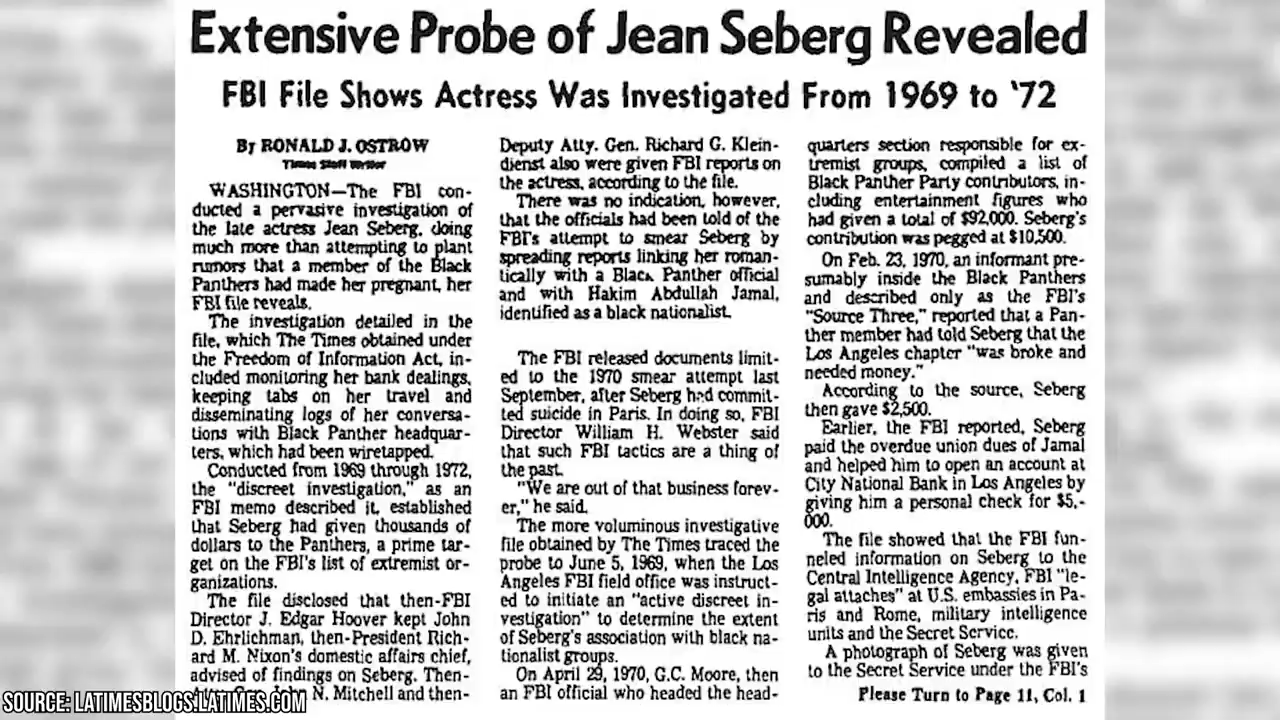 Extensive Probe of Jean Seberg Revealed
FBI File Shows Actress Was Investigated From 1969 to '72
By RONALD J. OSTROW
Times Staff Writer
WASHINGTON—The FBI con-
ducted a pervasive investigation of
the late actress Jean Seberg, doing
much more than attempting to plant
rumors that a member of the Black
Panthers had made her pregnant, her
FBI file reveals.
The investigation detailed in the
file, which The Times obtained under
the Freedom of Information Act, in-
cluded monitoring her bank dealings,
keeping tabs on her travel and
disseminating logs of her conversa-
tions with Black Panther headquar-
ters, which had been wiretapped.
Conducted from 1969 through 1972,
the "discreet investigation," as an
FBI memo described it, established
that Seberg had given thousands of
dollars to the Panthers, a prime tar-
get on the FBI's list of extremist or-
ganizations.
The file disclosed that then-FBI
Director J. Edgar Hoover kept John
D. Ehrlichman, then-President Rich-
ard M. Nixon's domestic affairs chief,
advised of findings on Seberg. Then-
N. Mitchell and then-
Deputy Atty. Gen. Richard G. Klein-
dienst also were given FBI reports on
the actress, according to the file.
There was no indication, however,
that the officials had been told of the
FBI's attempt to smear Seberg by
spreading reports linking her roman-
tically with a Black Panther official
and with Hakim Abdullah Jamal,
identified as a black nationalist.
The FBI released documents limit-
ed to the 1970 smear attempt last
September, after Seberg had commit-
ted suicide in Paris. In doing so, FBI
Director William H. Webster said
that such FBI tactics are a thing of
the past.
"We are out of that business forev-
er," he said.
The more voluminous investigative
file obtained by The Times traced the
probe to June 5, 1969, when the Los
Angeles FBI field office was instruct-
ed to initiate an "active discreet in-
vestigation" to determine the extent
of Seberg's association with black na-
tionalist groups.
On April 29, 1970, G.C. Moore, then
an FBI official who headed the head-
quarters section responsible for ex-
tremist groups, compiled a list of
Black Panther Party contributors, in-
cluding entertainment figures who
had given a total of $92,000. Seberg's
contribution was pegged at $10,500.
On Feb. 23, 1970, an informant pre-
sumably inside the Black Panthers
and described only as the FBI's
"Source Three," reported that a Pan-
ther member had told Seberg that the
Los Angeles chapter "was broke and
needed money."
According to the source, Seberg
then gave $2,500.
Earlier, the FBI reported, Seberg
paid the overdue union dues of Jamal
and helped him to open an account at
City National Bank in Los Angeles by
giving him a personal check for $5,-
000.
The file showed that the FBI fun-
neled information on Seberg to the
Central Intelligence Agency, FBI "le-
gal attaches" at U.S. embassies in Pa-
ris and Rome, military intelligence
units and the Secret Service.
A photograph of Seberg was given
to the Secret Service under the FBI's
Please Turn to Page 11, Col. 1
SOURCE: LATIMESBLOGS.LATIMES.COM